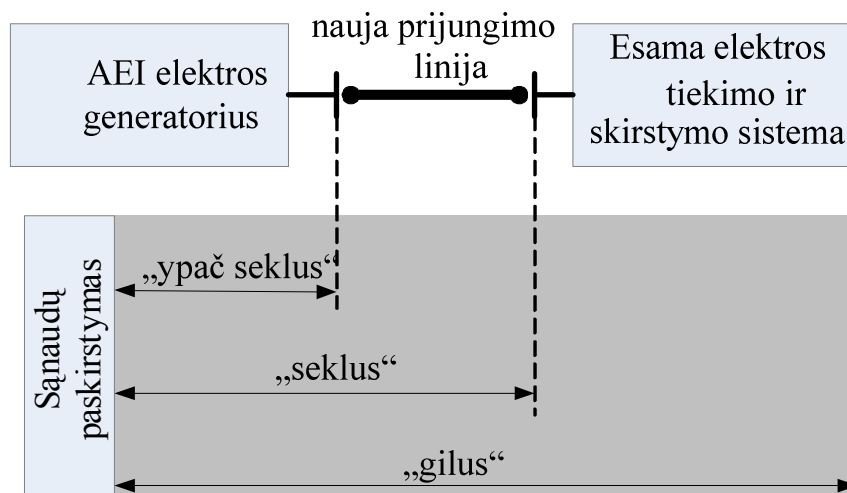 AEI elektros
generatorius
nauja prijungimo
linija
Esama elektros
tiekimo ir
skirstymo sistema
Sąnaudų
paskirstymas
„ypač seklus“
„seklus“
„gilus“